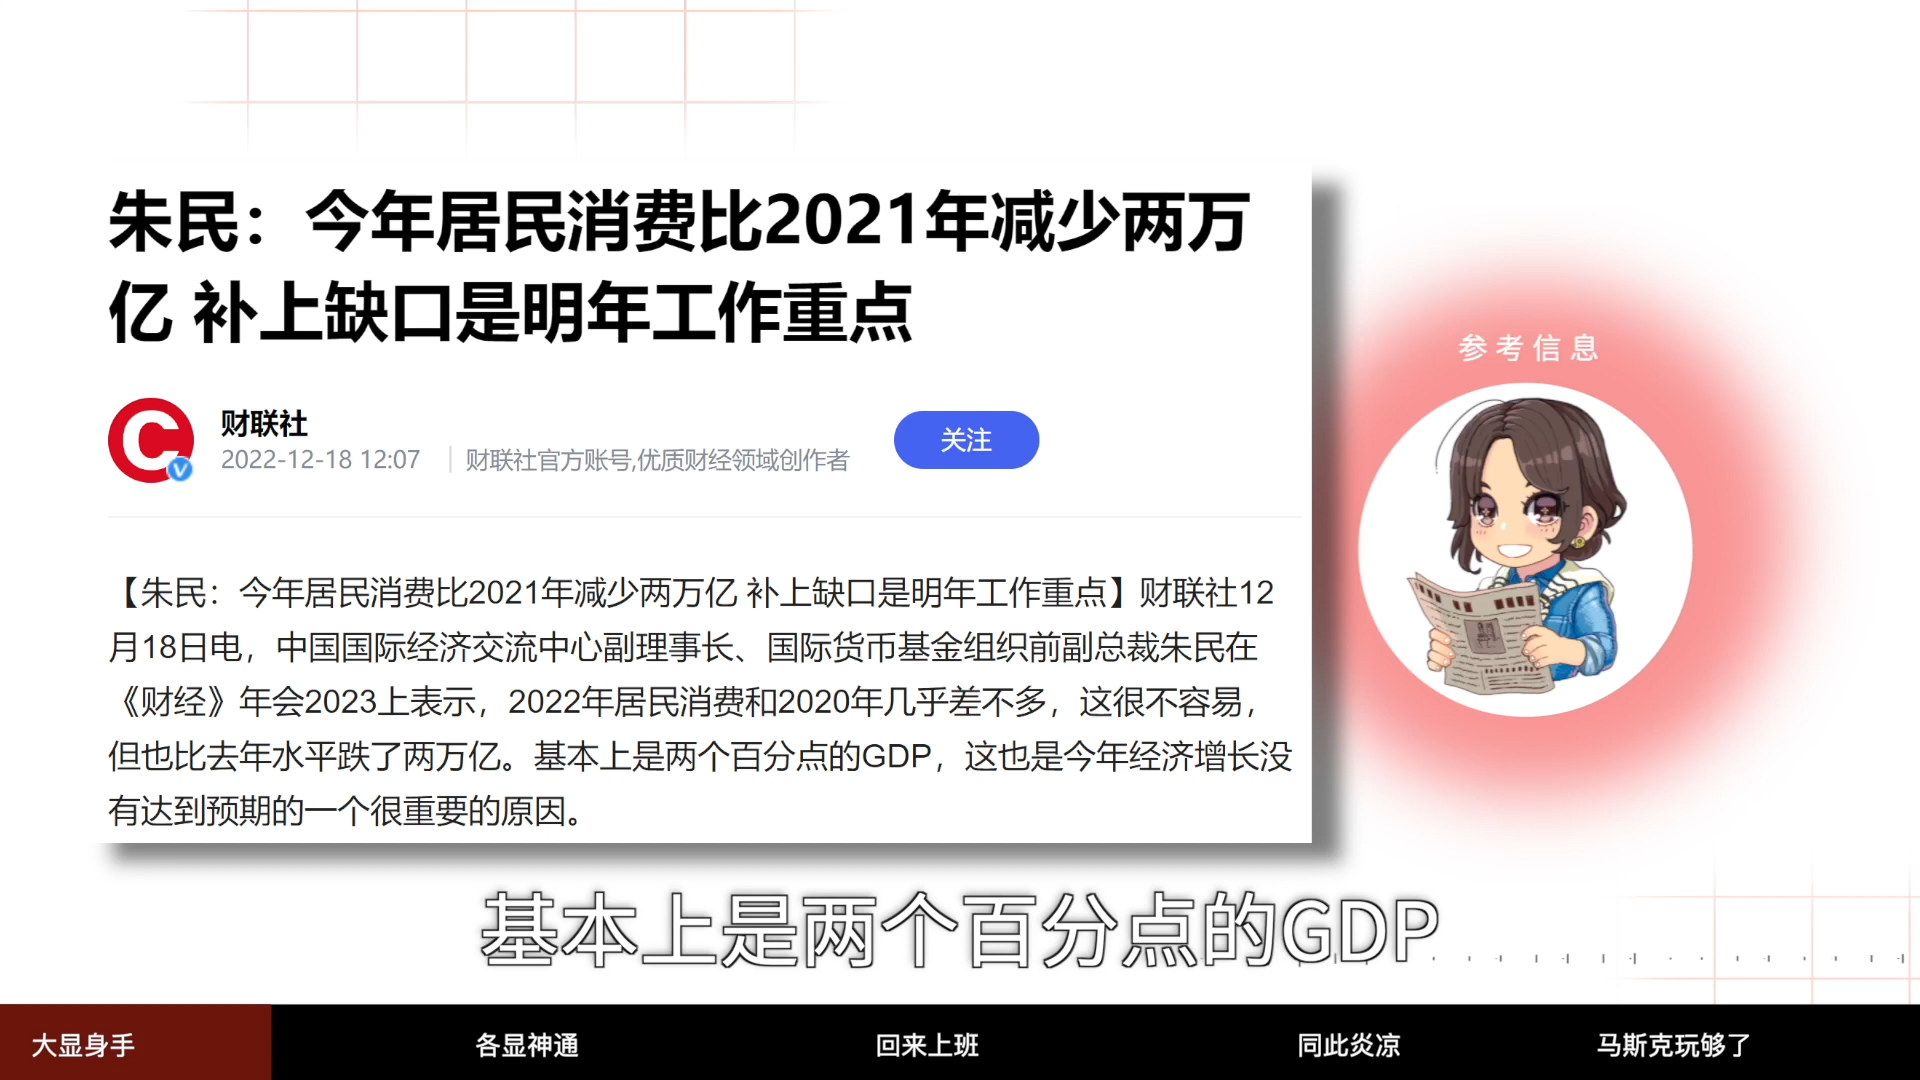 朱民：今年居民消费比2021年减少两万
亿 补上缺口是明年工作重点
财联社
2022-12-18 12:07
财联社官方账号,优质财经领域创作者
关注
参考信息
【朱民：今年居民消费比2021年减少两万亿 补上缺口是明年工作重点】财联社12
月18日电，中国国际经济交流中心副理事长、国际货币基金组织前副总裁朱民在
《财经》年会2023上表示，2022年居民消费和2020年几乎差不多，这很不容易，
但也比去年水平跌了两万亿。基本上是两个百分点的GDP，这也是今年经济增长没
有达到预期的一个很重要的原因。
基本上是两个百分点的GDP
大显身手
各显神通
回来上班
同此炎凉
马斯克玩够了